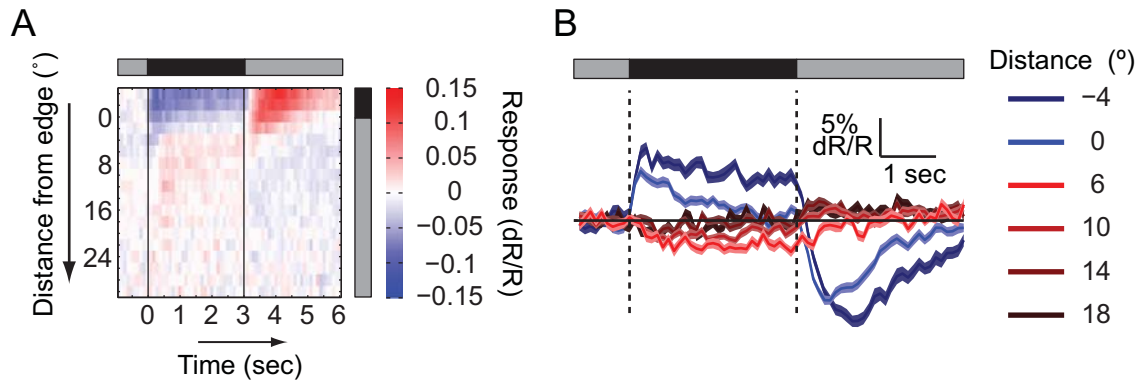 A
Distance from edge (˚)
0
8
16
24
0 1 2 3 4 5 6
Time (sec)
0.15
0.1
0.05
0
−0.05
−0.1
−0.15
Response (dR/R)
B
5%
dR/R
1 sec
Distance (º)
−4
0
6
10
14
18